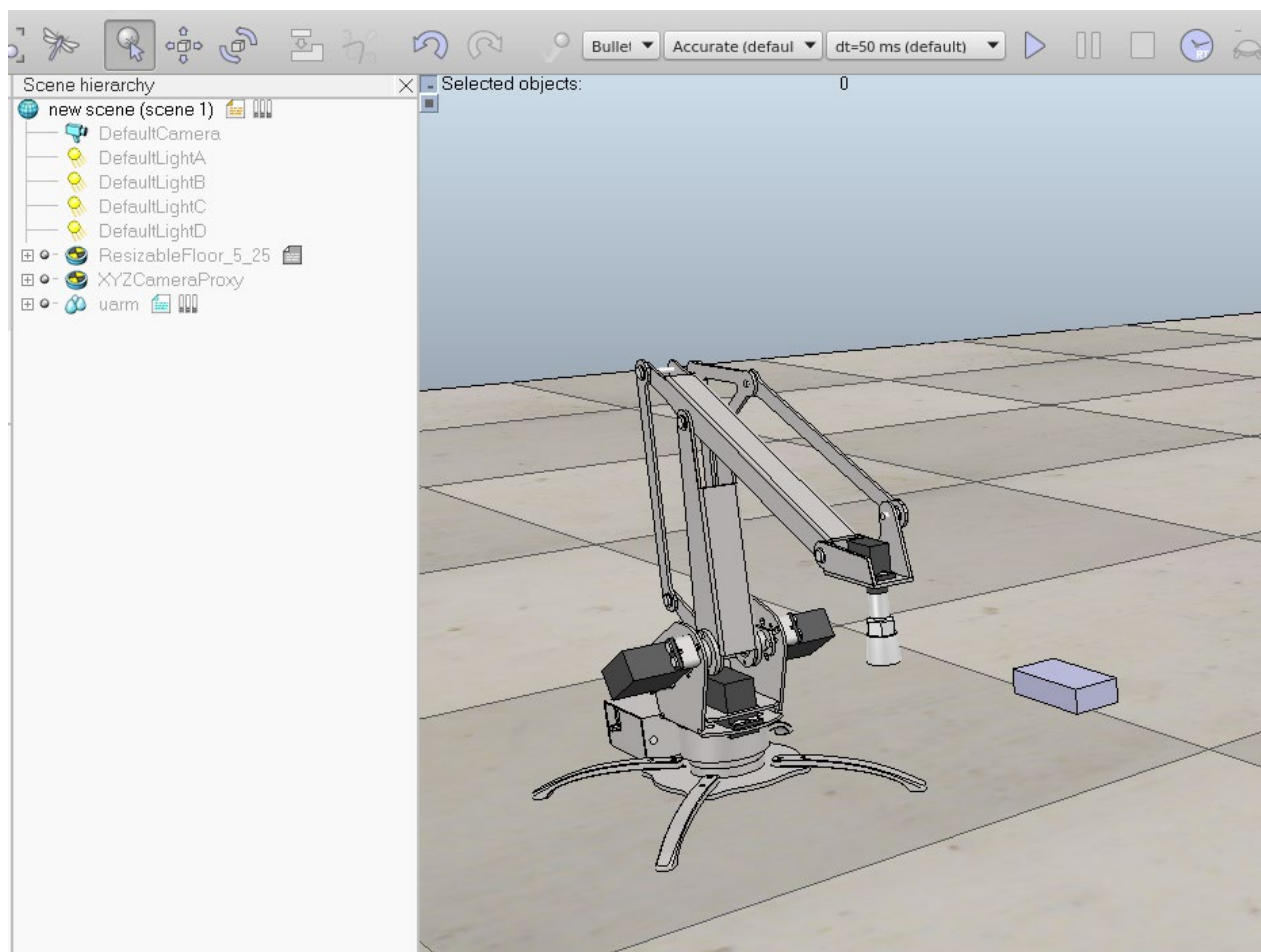 Bullet
Accurate (defaul
dt=50 ms (default)
RT
Scene hierarchy
Selected objects:
0
new scene (scene 1)
DefaultCamera
DefaultLightA
DefaultLightB
DefaultLightC
DefaultLightD
ResizableFloor_5_25
XYZCameraProxy
uarm